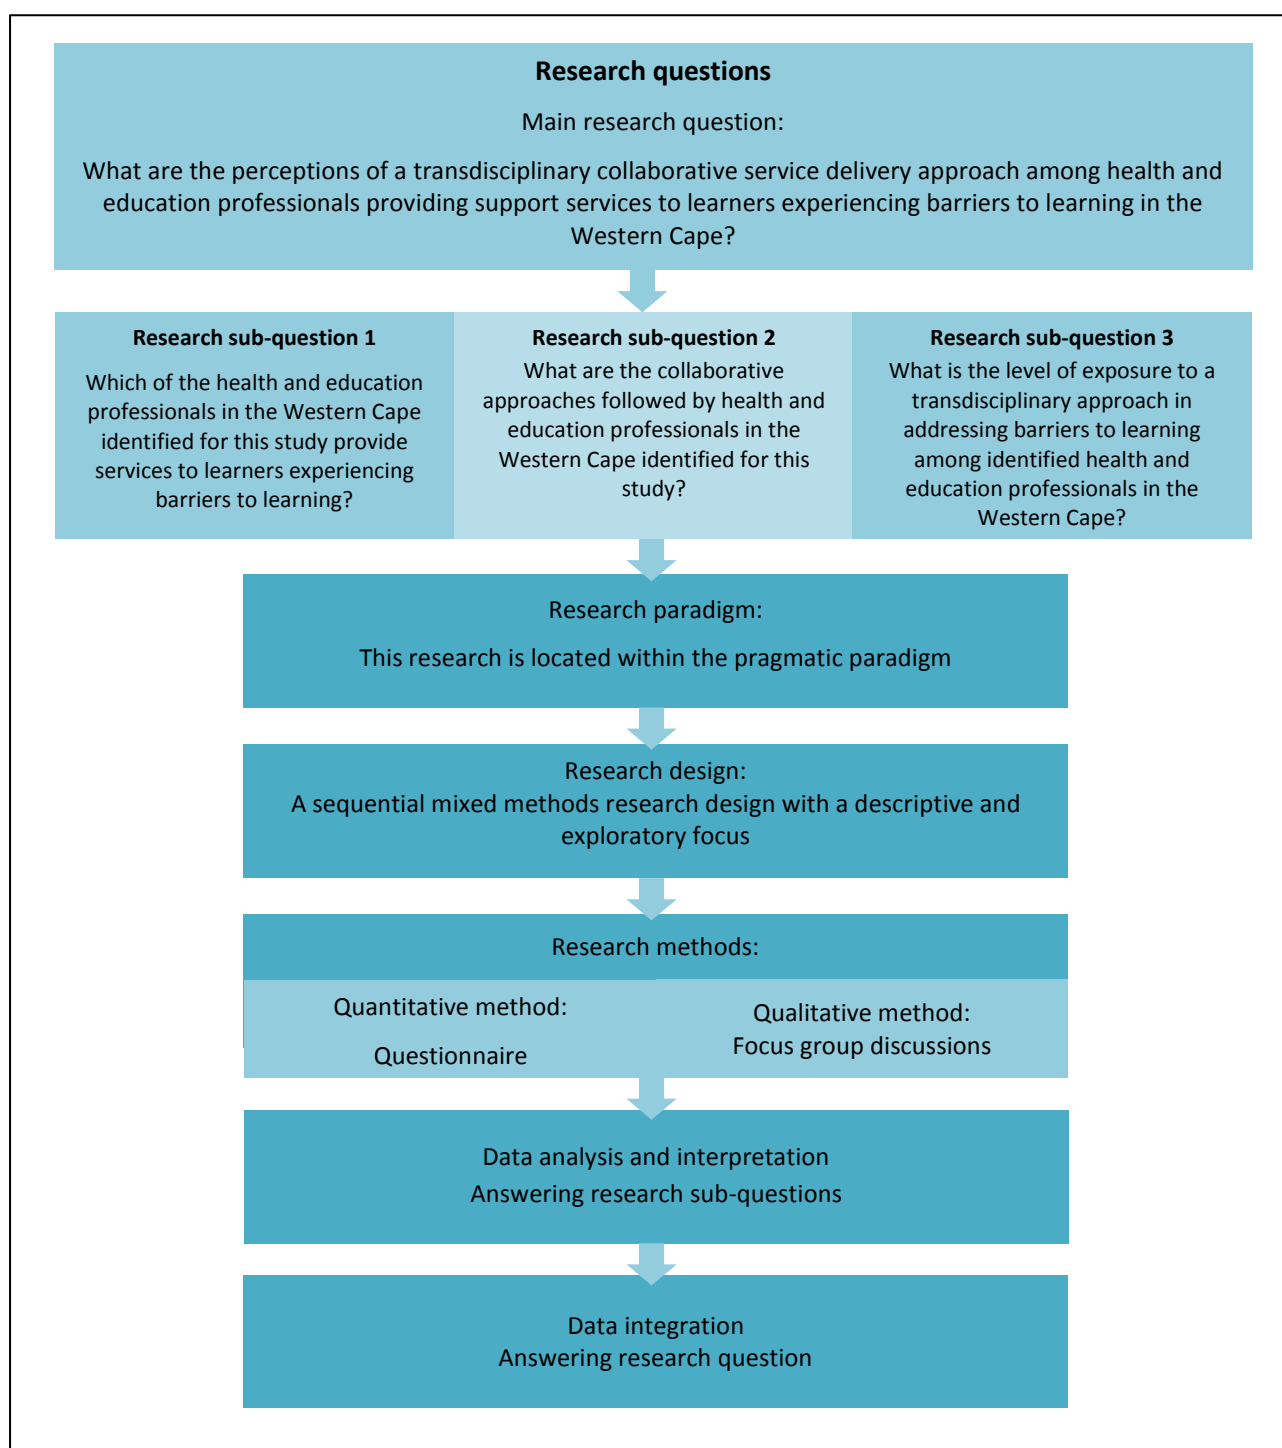 Research questions
Main research question:
What are the perceptions of a transdisciplinary collaborative service delivery approach among health and
education professionals providing support services to learners experiencing barriers to learning in the
Western Cape?
Research sub-question 1
Which of the health and education
professionals in the Western Cape
identified for this study provide
services to learners experiencing
barriers to learning?
Research sub-question 2
What are the collaborative
approaches followed by health and
education professionals in the
Western Cape identified for this
study?
Research sub-question 3
What is the level of exposure to a
transdisciplinary approach in
addressing barriers to learning
among identified health and
education professionals in the
Western Cape?
Research paradigm:
This research is located within the pragmatic paradigm
Research design:
A sequential mixed methods research design with a descriptive and
exploratory focus
Research methods:
Quantitative method:
Questionnaire
Qualitative method:
Focus group discussions
Data analysis and interpretation
Answering research sub-questions
Data integration
Answering research question